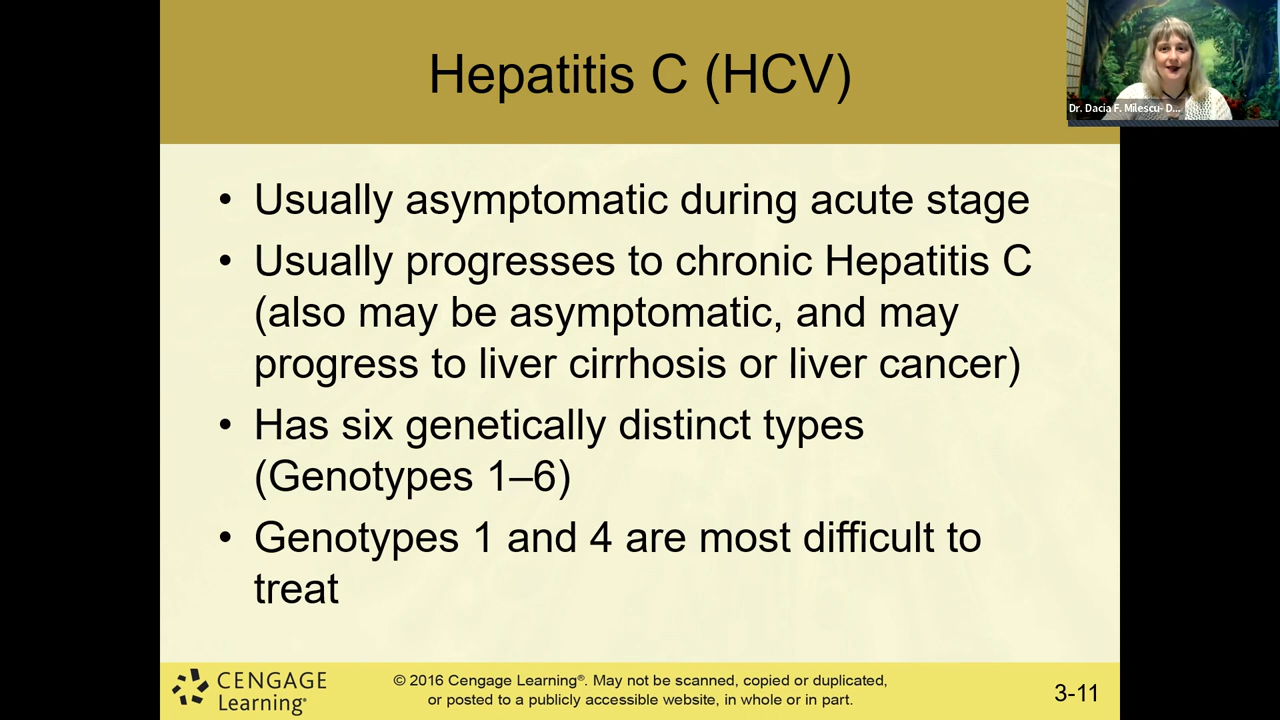 Hepatitis C (HCV)
Dr. Dacia F. Milescu- D...
• Usually asymptomatic during acute stage
• Usually progresses to chronic Hepatitis C
(also may be asymptomatic, and may
progress to liver cirrhosis or liver cancer)
• Has six genetically distinct types
(Genotypes 1–6)
• Genotypes 1 and 4 are most difficult to
treat
CENGAGE
Learning®
© 2016 Cengage Learning®. May not be scanned, copied or duplicated,
or posted to a publicly accessible website, in whole or in part.
3-11